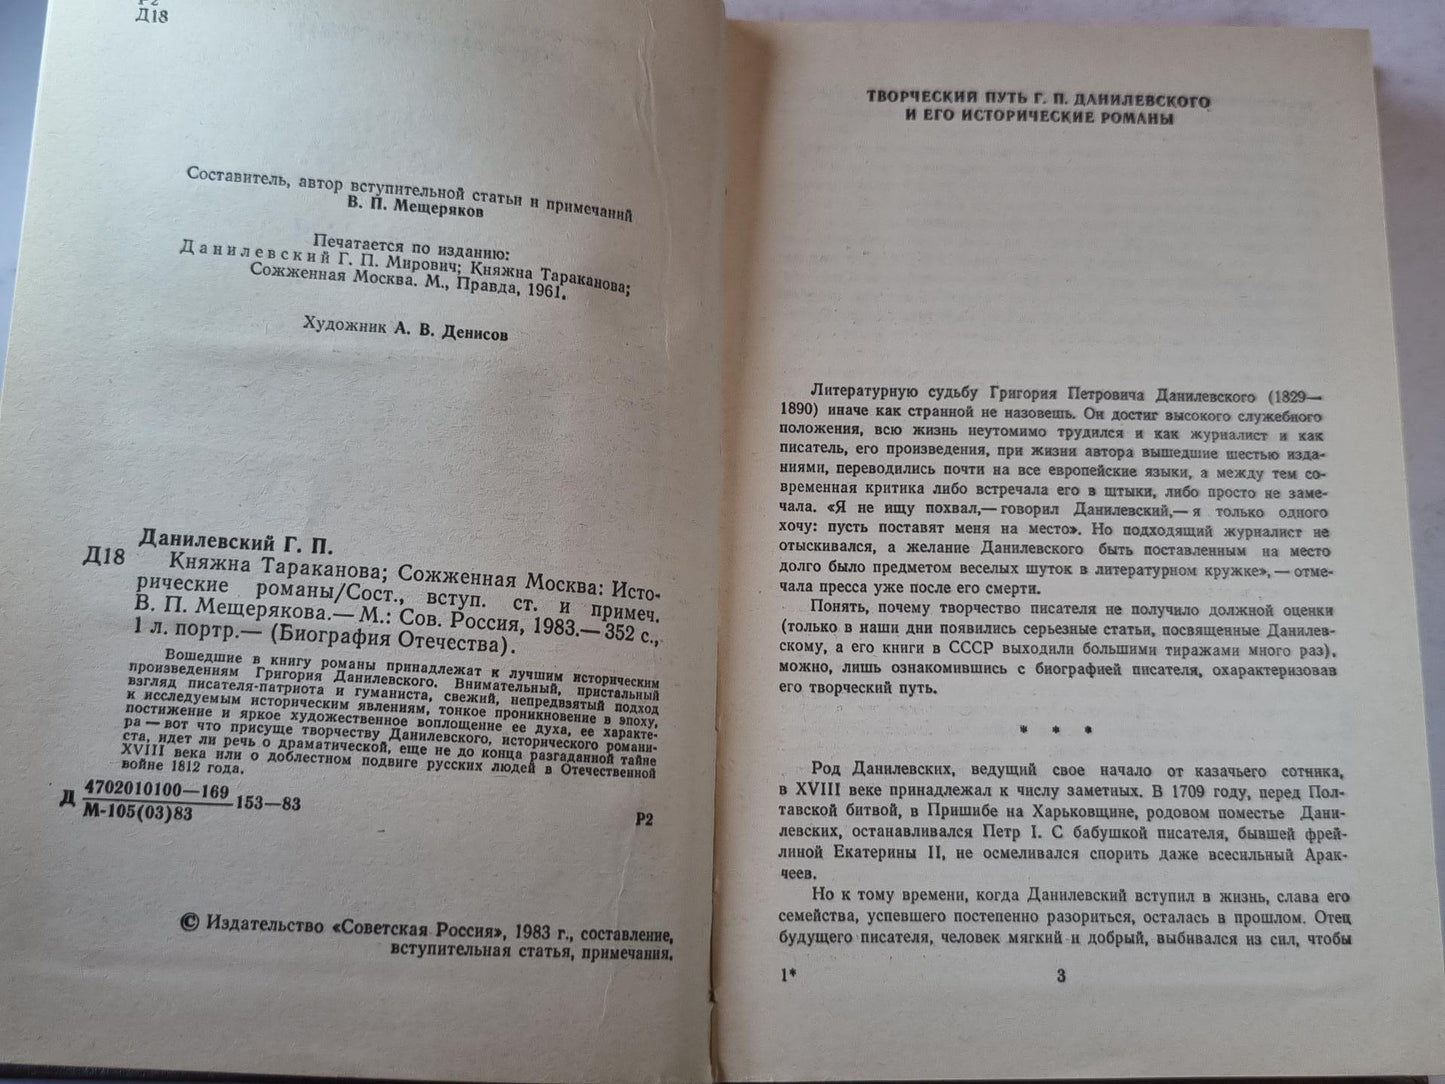 Р2
Д18
Составитель, автор вступительной статьи и примечаний
В. П. Мещеряков
Печатается по изданию:
Данилевский Г. П. Мирович; Княжна Тараканова;
Сожженная Москва. М., Правда, 1961.
Художник А. В. Денисов
Данилевский Г. П.
Д18 Княжна Тараканова; Сожженная Москва: Исто-
рические романы/Сост., вступ. ст. и примеч.
В. П. Мещерякова.— М.: Сов. Россия, 1983.— 352 с.,
1 л. портр.— (Биография Отечества).
Вошедшие в книгу романы принадлежат к лучшим историческим
произведениям Григория Данилевского. Внимательный, пристальный
взгляд писателя-патриота и гуманиста, свежий, непредвзятый подход
к исследуемым историческим явлениям, тонкое проникновение в эпоху,
постижение и яркое художественное воплощение ее духа, ее характе-
ра — вот что присуще творчеству Данилевского, исторического романи-
ста, идет ли речь о драматической, еще не до конца разгаданной тайне
XVIII века или о доблестном подвиге русских людей в Отечественной
войне 1812 года.
Д 4702010100—169
М-105(03)83 153—83
Р2
© Издательство «Советская Россия», 1983 г., составление,
вступительная статья, примечания.
ТВОРЧЕСКИЙ ПУТЬ Г. П. ДАНИЛЕВСКОГО
И ЕГО ИСТОРИЧЕСКИЕ РОМАНЫ
Литературную судьбу Григория Петровича Данилевского (1829—
1890) иначе как странной не назовешь. Он достиг высокого служебного
положения, всю жизнь неутомимо трудился и как журналист и как
писатель, его произведения, при жизни автора вышедшие шестью изда-
ниями, переводились почти на все европейские языки, а между тем со-
временная критика либо встречала его в штыки, либо просто не заме-
чала. «Я не ищу похвал,— говорил Данилевский,— я только одного
хочу: пусть поставят меня на место». Но подходящий журналист не
отыскивался, а желание Данилевского быть поставленным на место
долго было предметом веселых шуток в литературном кружке»,— отме-
чала пресса уже после его смерти.
Понять, почему творчество писателя не получило должной оценки
(только в наши дни появились серьезные статьи, посвященные Данилев-
скому, а его книги в СССР выходили большими тиражами много раз),
можно, лишь ознакомившись с биографией писателя, охарактеризовав
его творческий путь.
* * *
Род Данилевских, ведущий свое начало от казачьего сотника,
в XVIII веке принадлежал к числу заметных. В 1709 году, перед Пол-
тавской битвой, в Пришибе на Харьковщине, родовом поместье Дани-
левских, останавливался Петр I. С бабушкой писателя, бывшей фрей-
линой Екатерины II, не осмеливался спорить даже всесильный Арак-
чеев.
Но к тому времени, когда Данилевский вступил в жизнь, слава его
семейства, успевшего постепенно разориться, осталась в прошлом. Отец
будущего писателя, человек мягкий и добрый, выбивался из сил, чтобы
1*
3